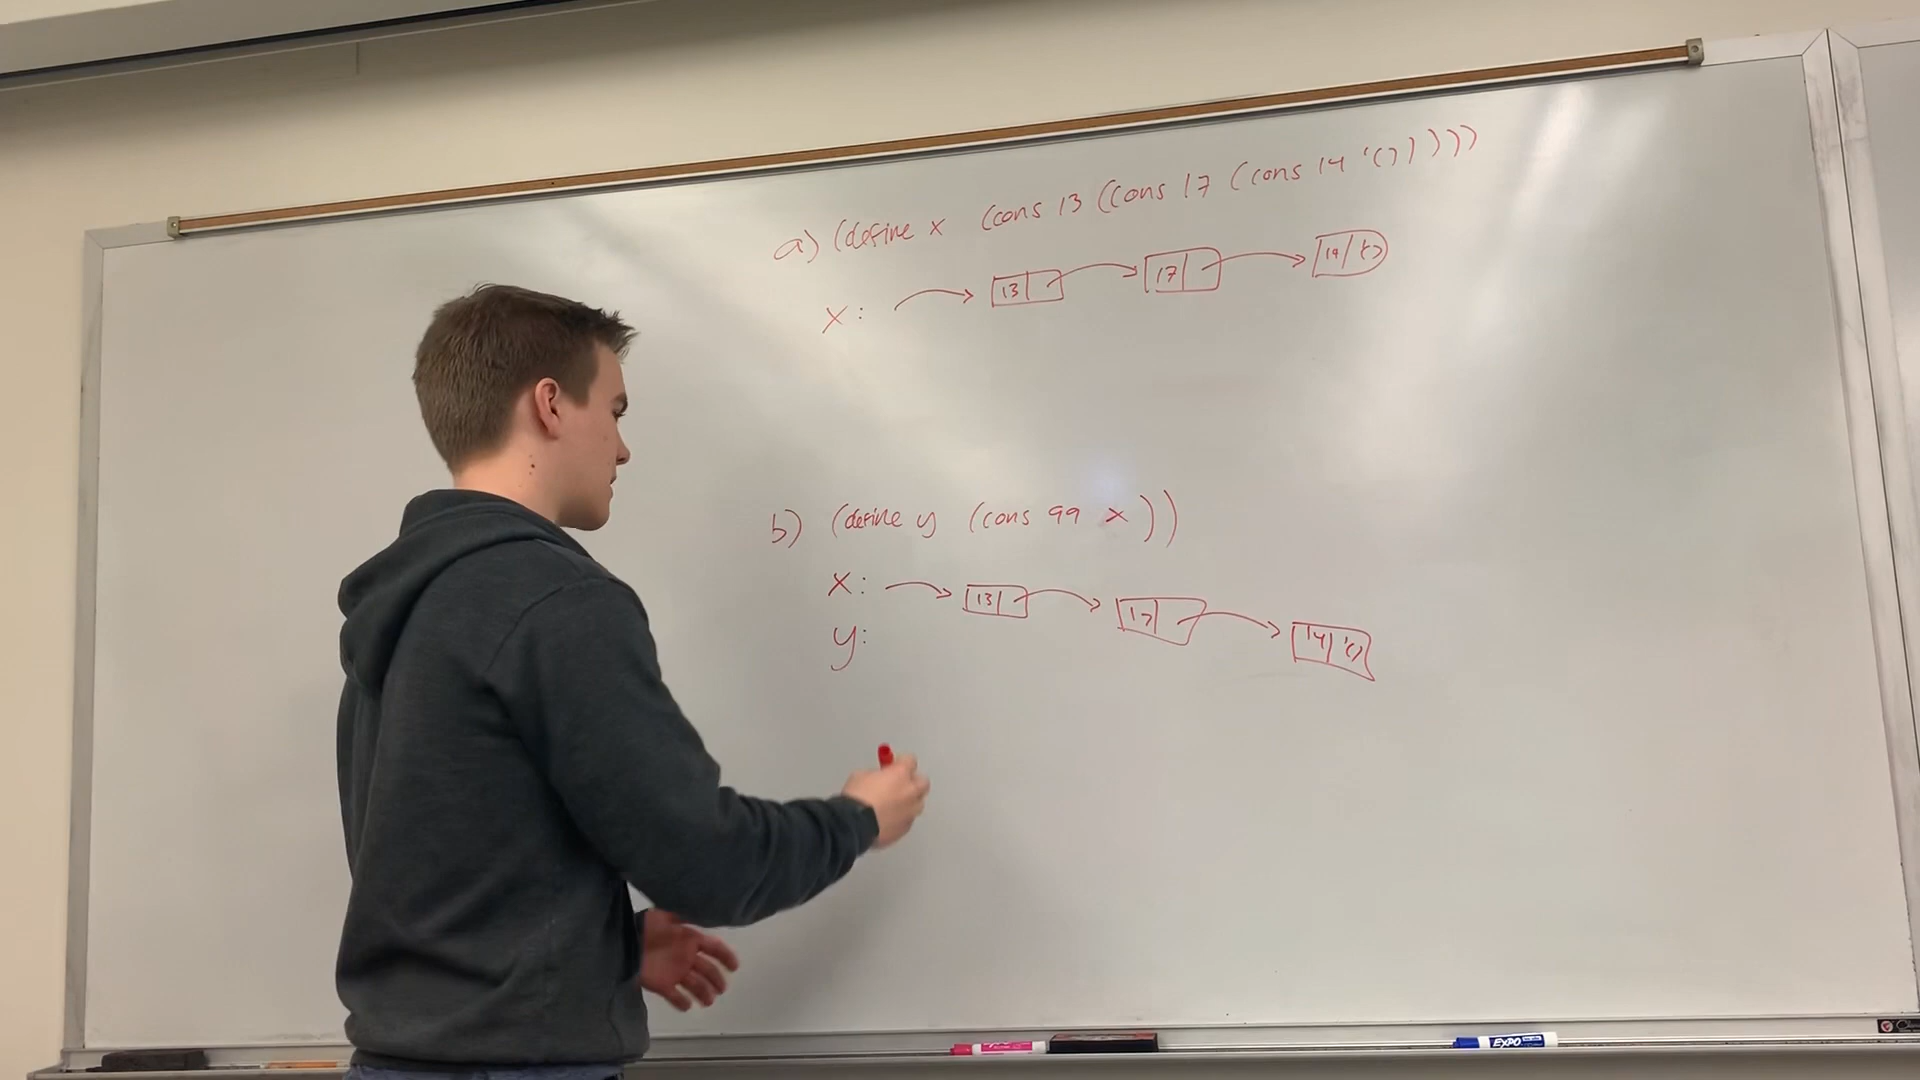 a) (define x (cons 13 (cons 17 (cons 14 '()))))
x: 13 17 14 ()
b) (define y (cons 99 x))
x: 13 17 14 '()
y:
EXPO